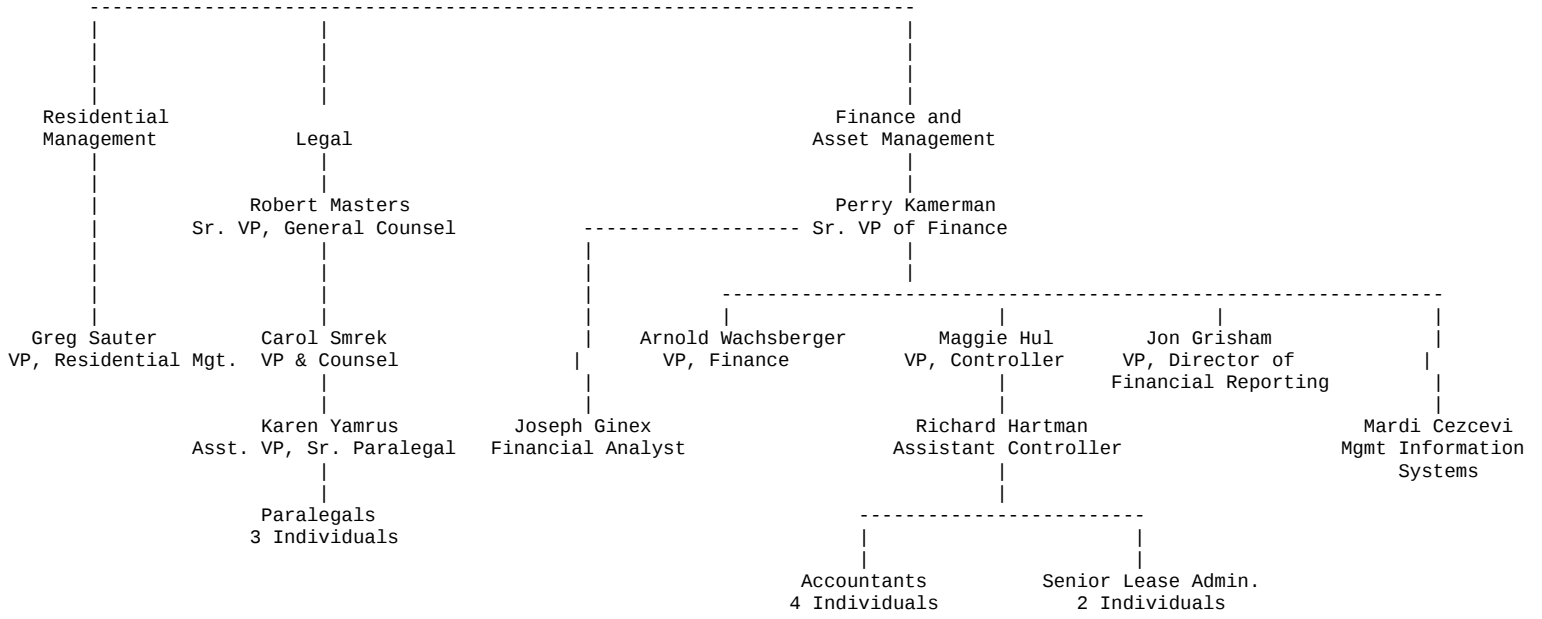 Residential
Management
Legal
Finance and
Asset Management
Robert Masters
Sr. VP, General Counsel
Perry Kamerman
Sr. VP of Finance
Greg Sauter
VP, Residential Mgt.
Carol Smrek
VP & Counsel
Arnold Wachsberger
VP, Finance
Maggie Hul
VP, Controller
Jon Grisham
VP, Director of
Financial Reporting
Karen Yamrus
Asst. VP, Sr. Paralegal
Joseph Ginex
Financial Analyst
Richard Hartman
Assistant Controller
Mardi Cezcevi
Mgmt Information
Systems
Paralegals
3 Individuals
Accountants
4 Individuals
Senior Lease Admin.
2 Individuals